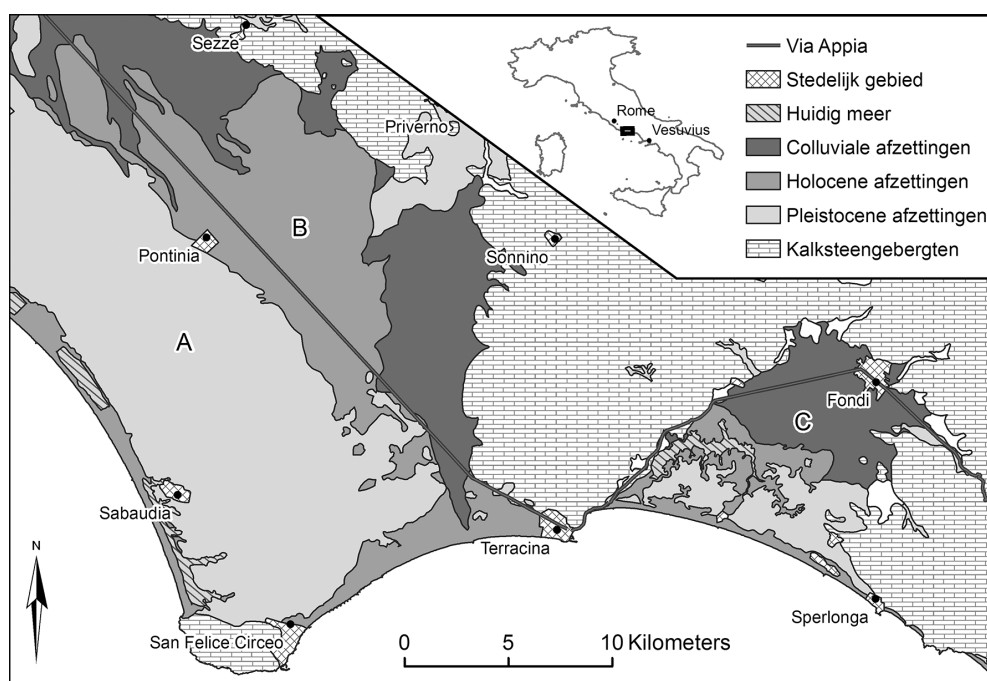 Sezze
Priverno
Rome
Vesuvius
Via Appia
Stedelijk gebied
Huidig meer
Colluviale afzettingen
Holocene afzettingen
Pleistocene afzettingen
Kalksteengebergten
B
Pontinia
Sonnino
A
Fondi
C
Sabaudia
Terracina
N
Sperlonga
San Felice Circeo
0 5 10 Kilometers